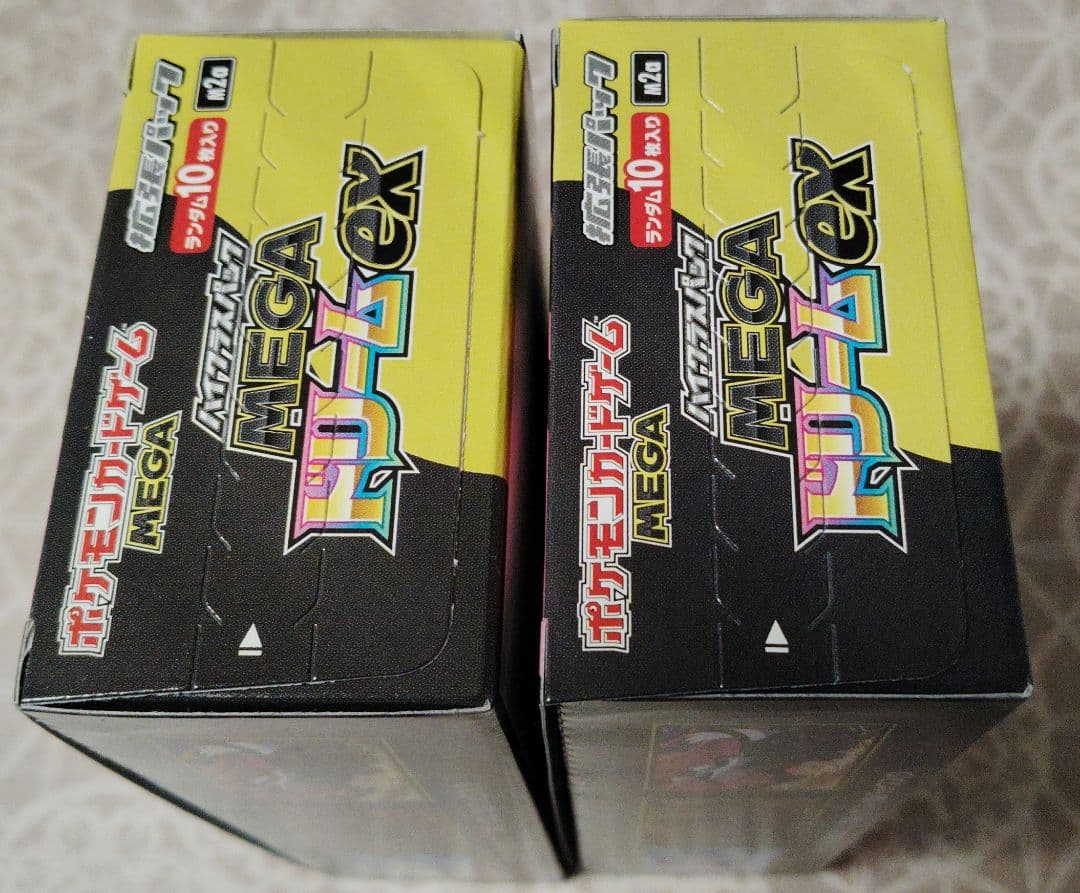 ポケモンカードゲーム
MEGA
拡張パック
ランダム10枚入り
M2a
ハイクラスパック
MEGA
ドリームex
ポケモンカードゲーム
MEGA
拡張パック
ランダム10枚入り
M2a
ハイクラスパック
MEGA
ドリームex